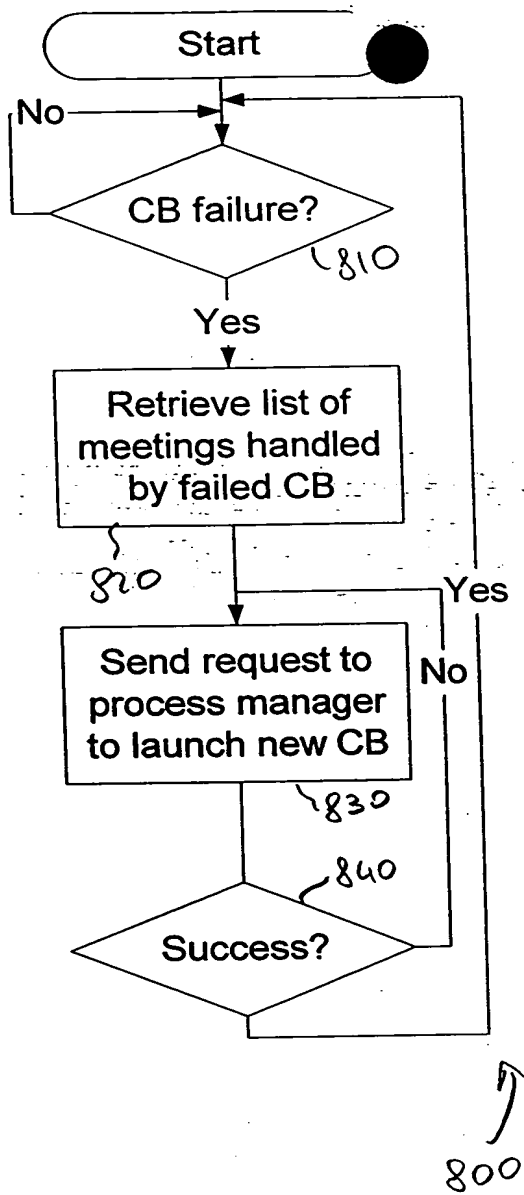 Start
No
CB failure?
810
Yes
Retrieve list of
meetings handled
by failed CB
820
Yes
Send request to
process manager
to launch new CB
No
830
840
Success?
800